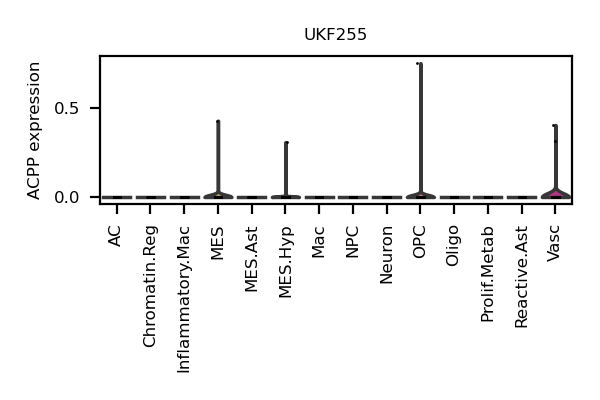 UKF255
ACPP expression
0.5
0.0
AC
Chromatin.Reg
Inflammatory.Mac
MES
MES.Ast
MES.Hyp
Mac
NPC
Neuron
OPC
Oligo
Prolif.Metab
Reactive.Ast
Vasc